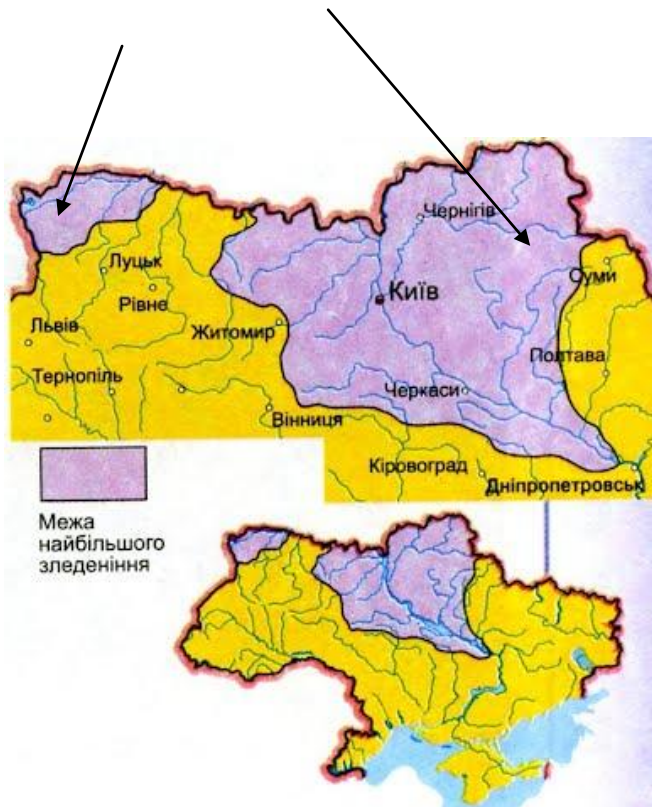 Чернігів
Суми
Луцьк
Київ
Рівне
Житомир
Львів
Полтава
Тернопіль
Черкаси
Вінниця
Кіровоград
Дніпропетровськ
Межа
найбільшого
зледеніння